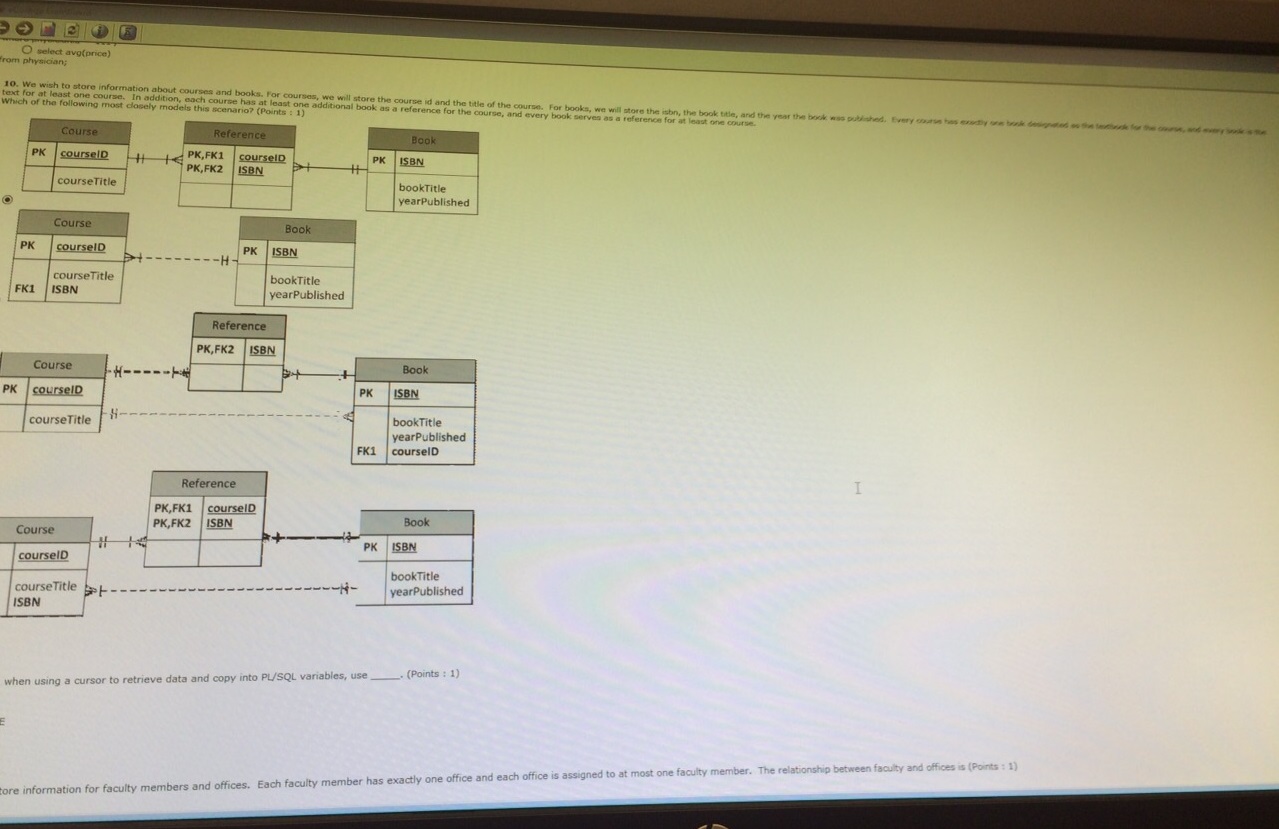 select avg(price)
from physician;
10. We wish to store information about courses and books. For courses, we will store the course id and the title of the course. For books, we will store the isbn, the book title, and the year the book was published. Every course has exactly one book designated as the textbook for the course, and every book is the
text for at least one course. In addition, each course has at least one additional book as a reference for the course, and every book serves as a reference for at least one course.
Which of the following most closely models this scenario? (Points : 1)
Course
PK courseID
courseTitle
Reference
PK,FK1 courseID
PK,FK2 ISBN
Book
PK ISBN
bookTitle
yearPublished
Course
PK courseID
courseTitle
FK1 ISBN
Book
PK ISBN
bookTitle
yearPublished
Reference
PK,FK2 ISBN
Course
PK courseID
courseTitle
Book
PK ISBN
bookTitle
yearPublished
FK1 courseID
Reference
PK,FK1 courseID
PK,FK2 ISBN
Course
courseID
courseTitle
ISBN
Book
PK ISBN
bookTitle
yearPublished
when using a cursor to retrieve data and copy into PL/SQL variables, use _____. (Points : 1)
E
tore information for faculty members and offices. Each faculty member has exactly one office and each office is assigned to at most one faculty member. The relationship between faculty and offices is (Points : 1)